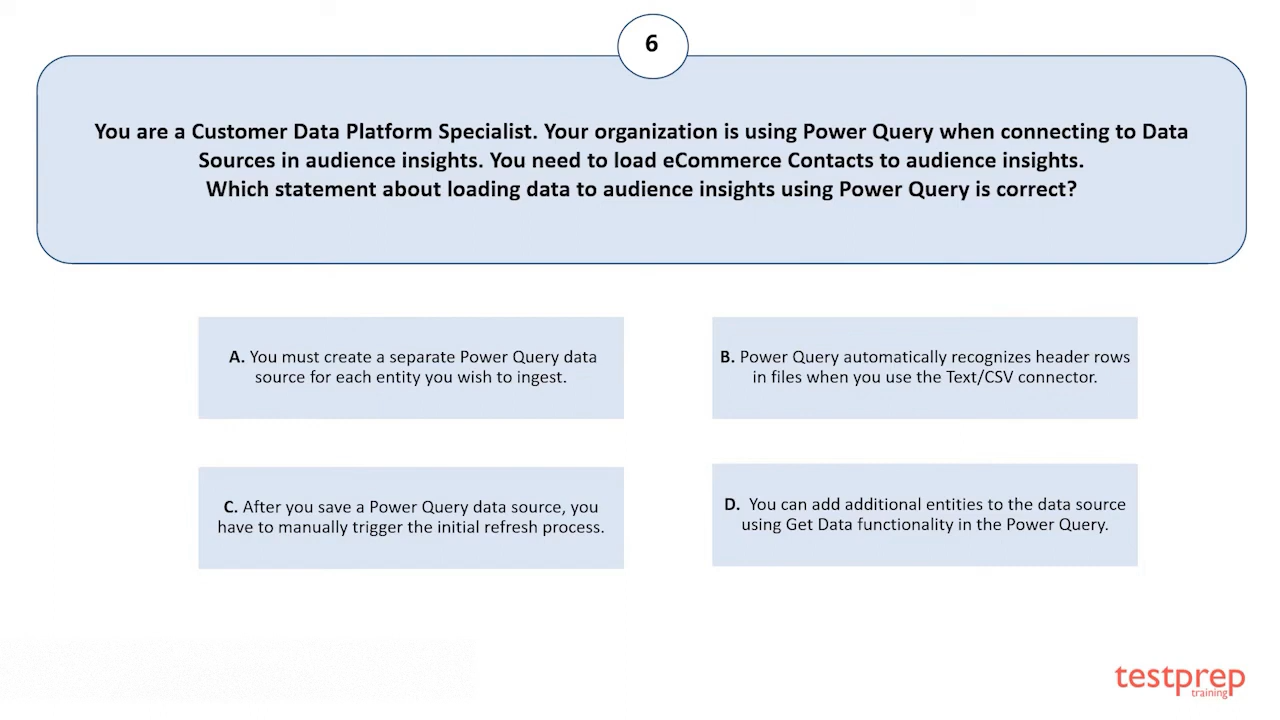 6
You are a Customer Data Platform Specialist. Your organization is using Power Query when connecting to Data
Sources in audience insights. You need to load eCommerce Contacts to audience insights.
Which statement about loading data to audience insights using Power Query is correct?
A. You must create a separate Power Query data
source for each entity you wish to ingest.
B. Power Query automatically recognizes header rows
in files when you use the Text/CSV connector.
C. After you save a Power Query data source, you
have to manually trigger the initial refresh process.
D. You can add additional entities to the data source
using Get Data functionality in the Power Query.
testprep
training